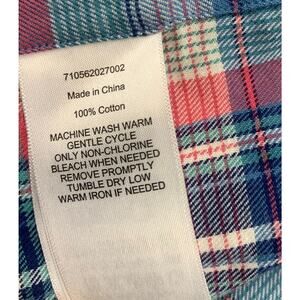 710562027002
Made in China
100% Cotton
MACHINE WASH WARM
GENTLE CYCLE
ONLY NON-CHLORINE
BLEACH WHEN NEEDED
REMOVE PROMPTLY
TUMBLE DRY LOW
WARM IRON IF NEEDED